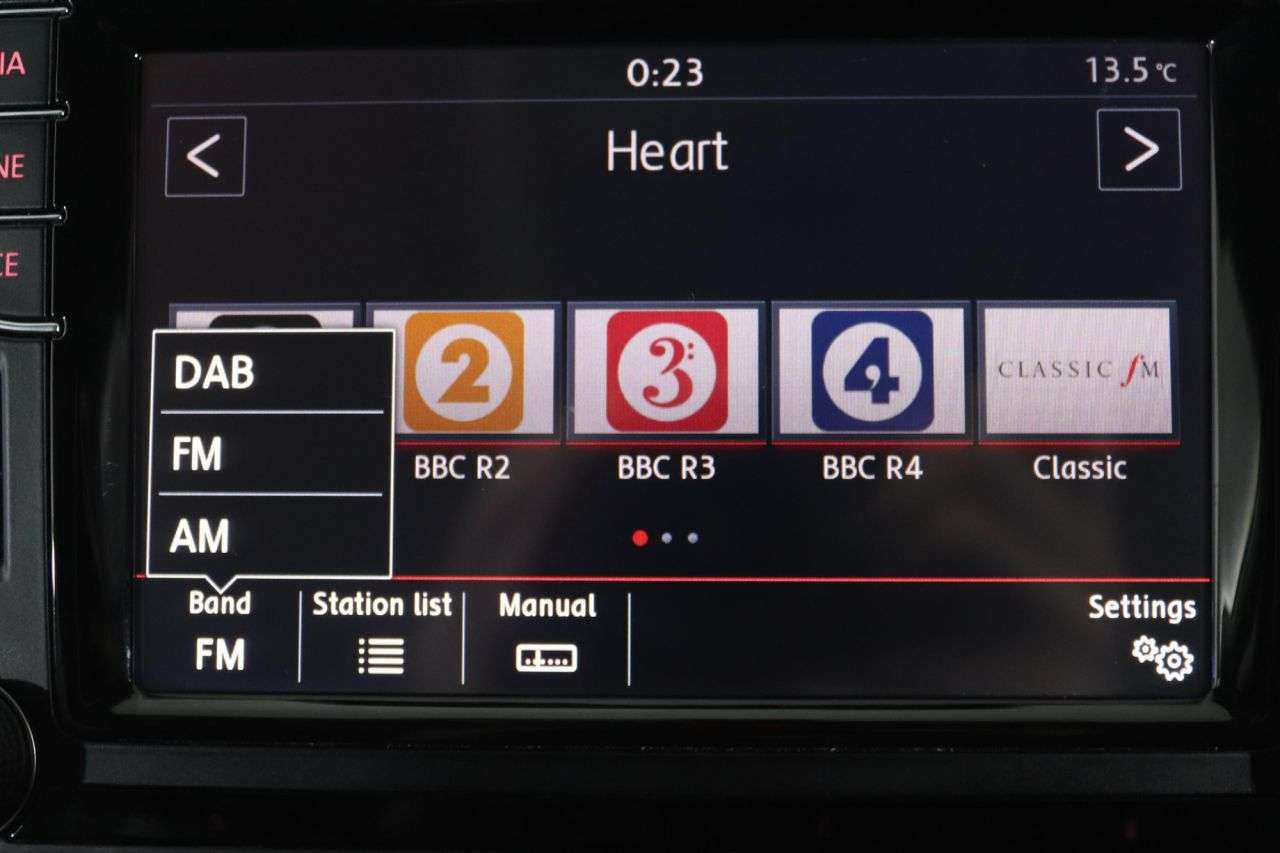 0:23
13.5 °C
<
Heart
>
DAB
FM
AM
2
3:
4
CLASSIC fM
BBC R2
BBC R3
BBC R4
Classic
Band
FM
Station list
Manual
Settings